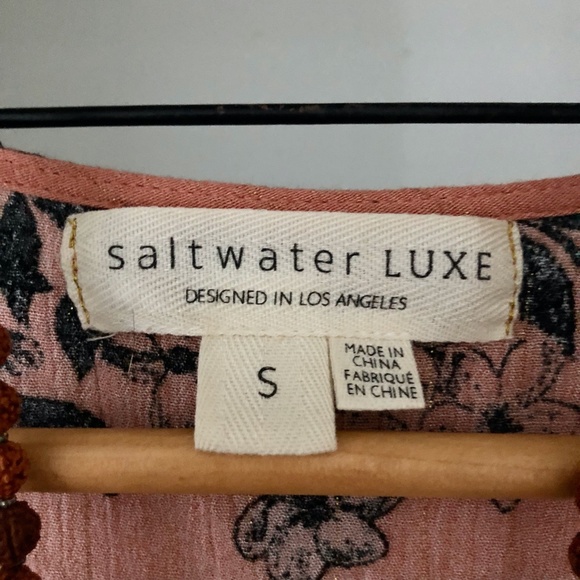 saltwater LUXE
DESIGNED IN LOS ANGELES
S
MADE IN
CHINA
FABRIQUÉ
EN CHINE